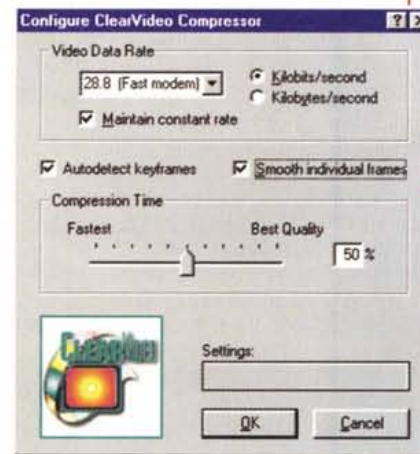 Configure ClearVideo Compressor
Video Data Rate
28.8 (Fast modem)
Kilobits/second
Kilobytes/second
Maintain constant rate
Autodetect keyframes
Smooth individual frames
Compression Time
Fastest
Best Quality
50 %
CLEARVIDEO
Settings:
OK
Cancel